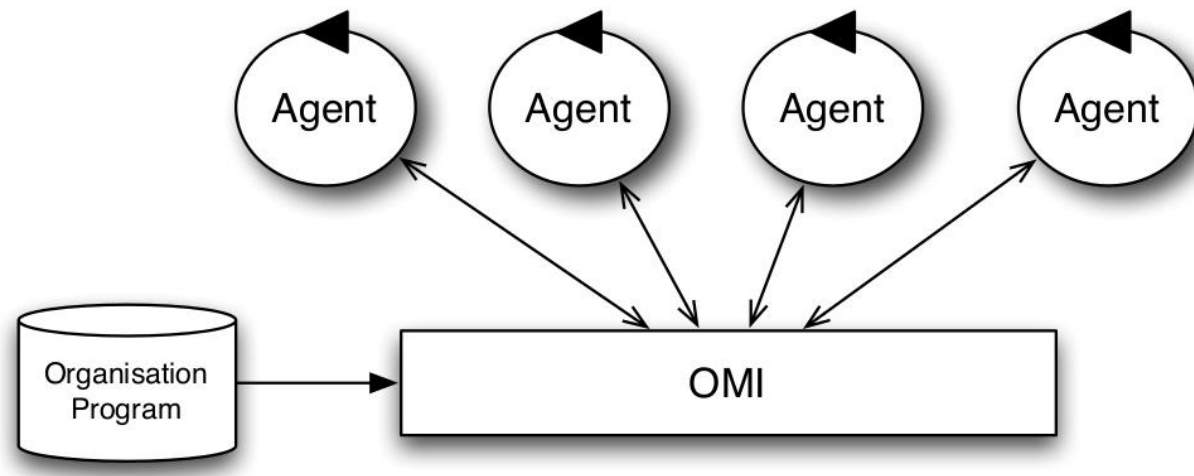 Agent
Agent
Agent
Agent
Organisation
Program
OMI